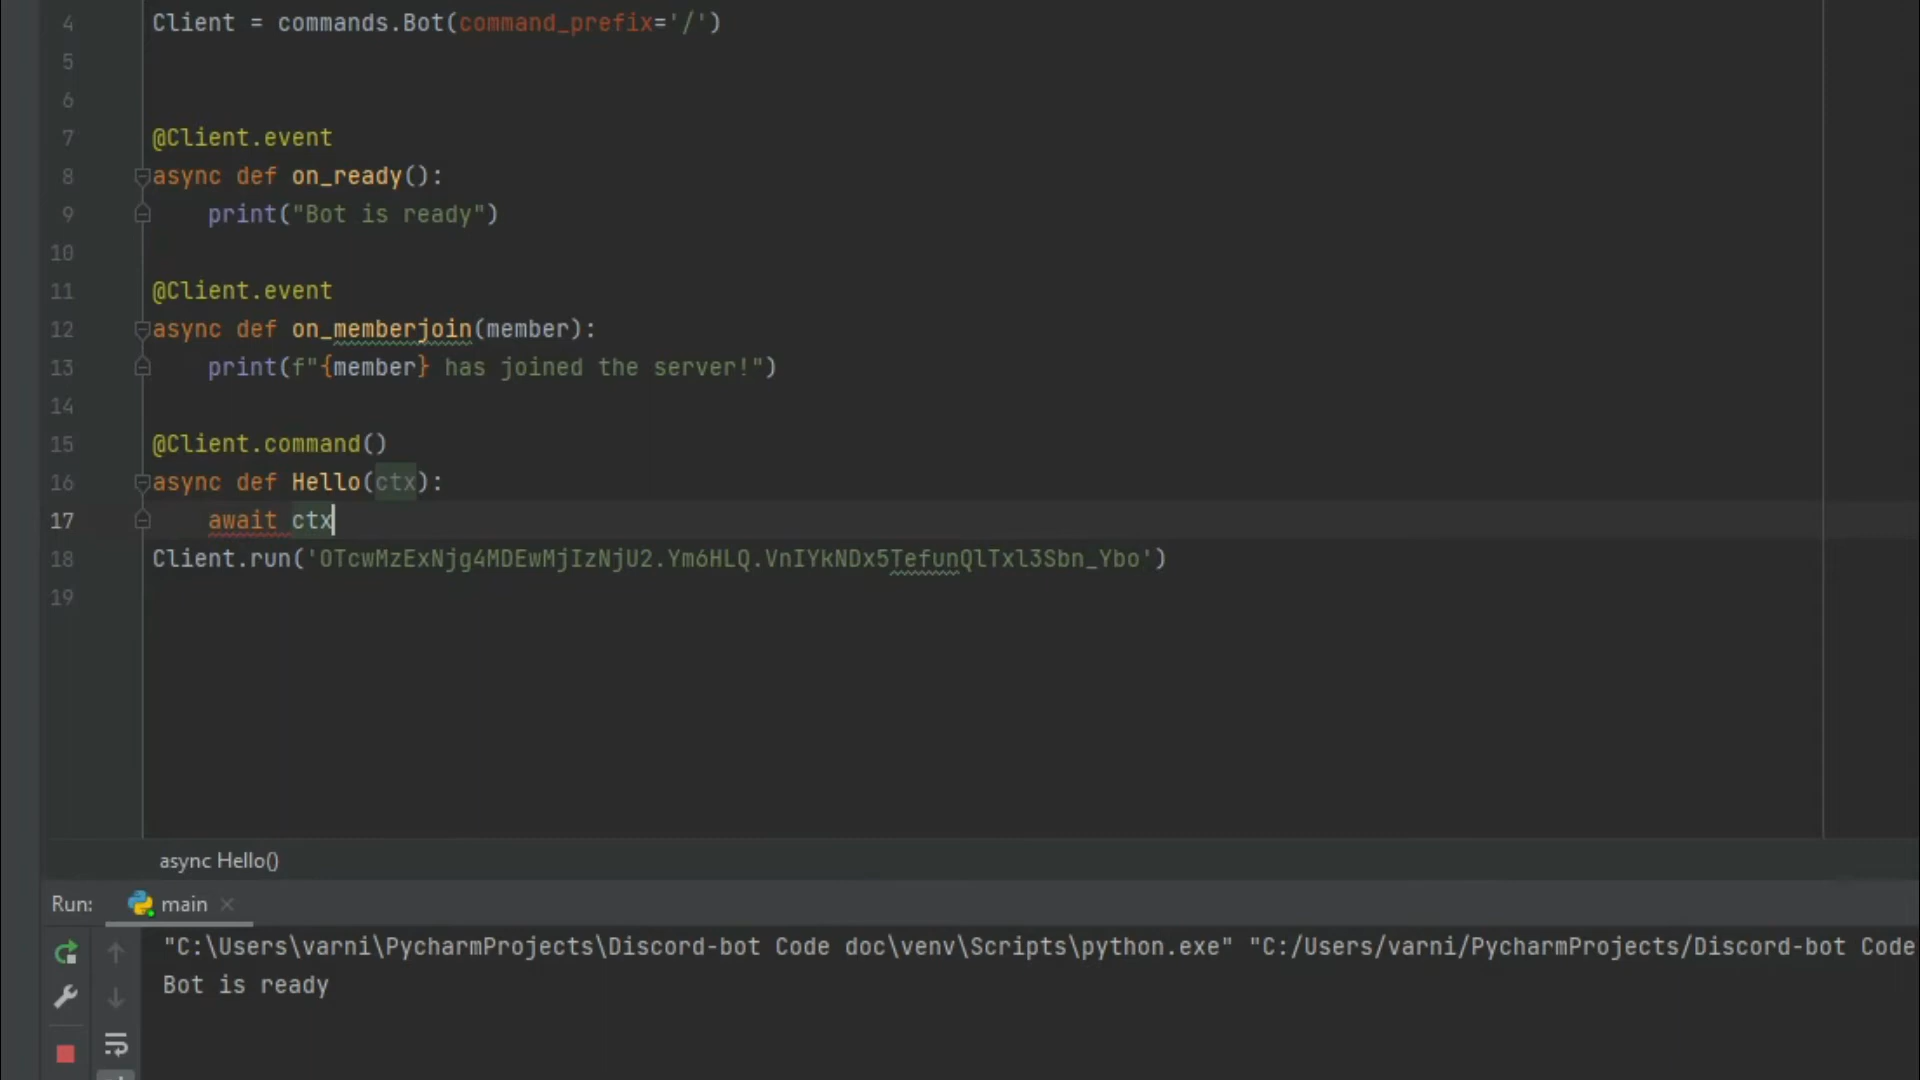 4 Client = commands.Bot(command_prefix='/')
5
6
7 @Client.event
8 async def on_ready():
9 print("Bot is ready")
10
11 @Client.event
12 async def on_memberjoin(member):
13 print(f"{member} has joined the server!")
14
15 @Client.command()
16 async def Hello(ctx):
17 await ctx
18 Client.run('OTcwMzExNjg4MDEwMjIzNjU2.Ym6HLQ.VnIYkNDx5TefunQlTxl3Sbn_Ybo')
19
async Hello()
Run: main
"C:\Users\varni\PycharmProjects\Discord-bot Code doc\venv\Scripts\python.exe" "C:/Users/varni/PycharmProjects/Discord-bot Code
Bot is ready